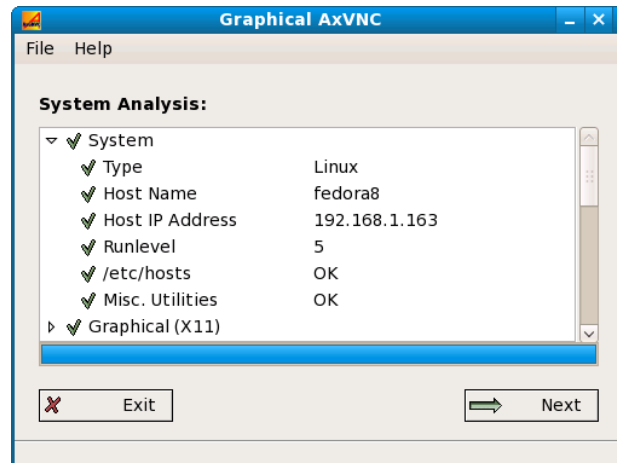 Graphical AxVNC
File Help
System Analysis:
System
Type Linux
Host Name fedora8
Host IP Address 192.168.1.163
Runlevel 5
/etc/hosts OK
Misc. Utilities OK
Graphical (X11)
Exit Next